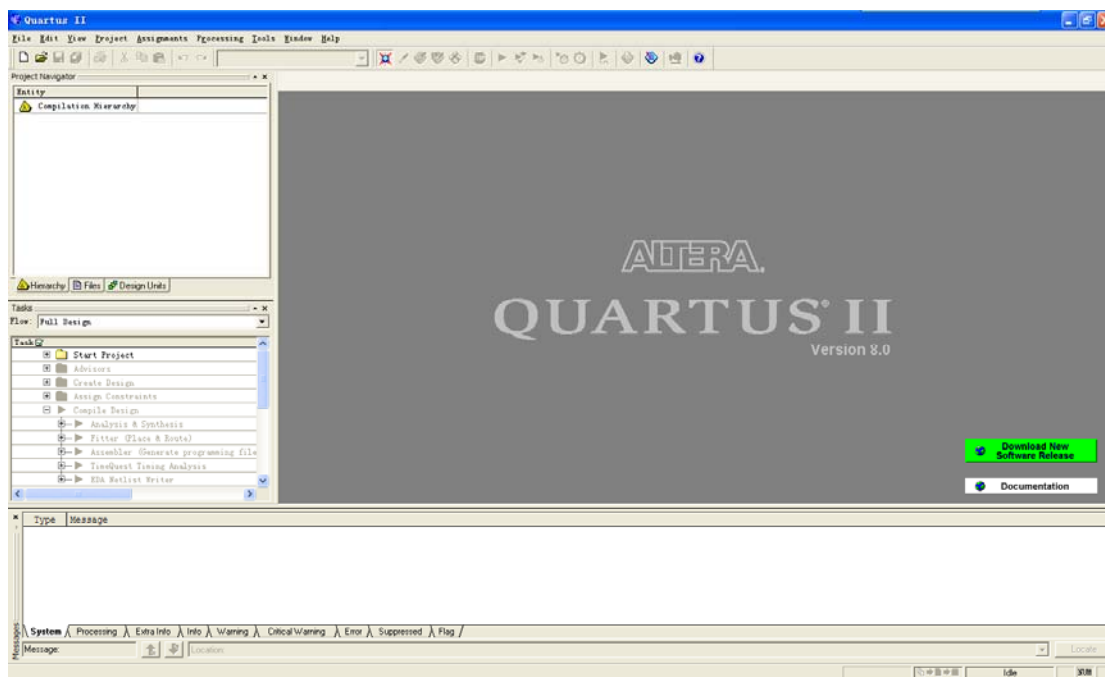 Quartus II
File Edit View Project Assignments Processing Tools Window Help
Project Navigator
Entity
Compilation Hierarchy
Hierarchy Files Design Units
Tasks
Flow: Full Design
Task
Start Project
Advisors
Create Design
Assign Constraints
Compile Design
Analysis & Synthesis
Fitter (Place & Route)
Assembler (Generate programming file
TimeQuest Timing Analysis
EDA Netlist Writer
ALTERA.
QUARTUS® II
Version 8.0
Download New
Software Release
Documentation
Type Message
System Processing Extra Info Info Warning Critical Warning Error Suppressed Flag
Messages
Message: Location: Locate
Idle NUM